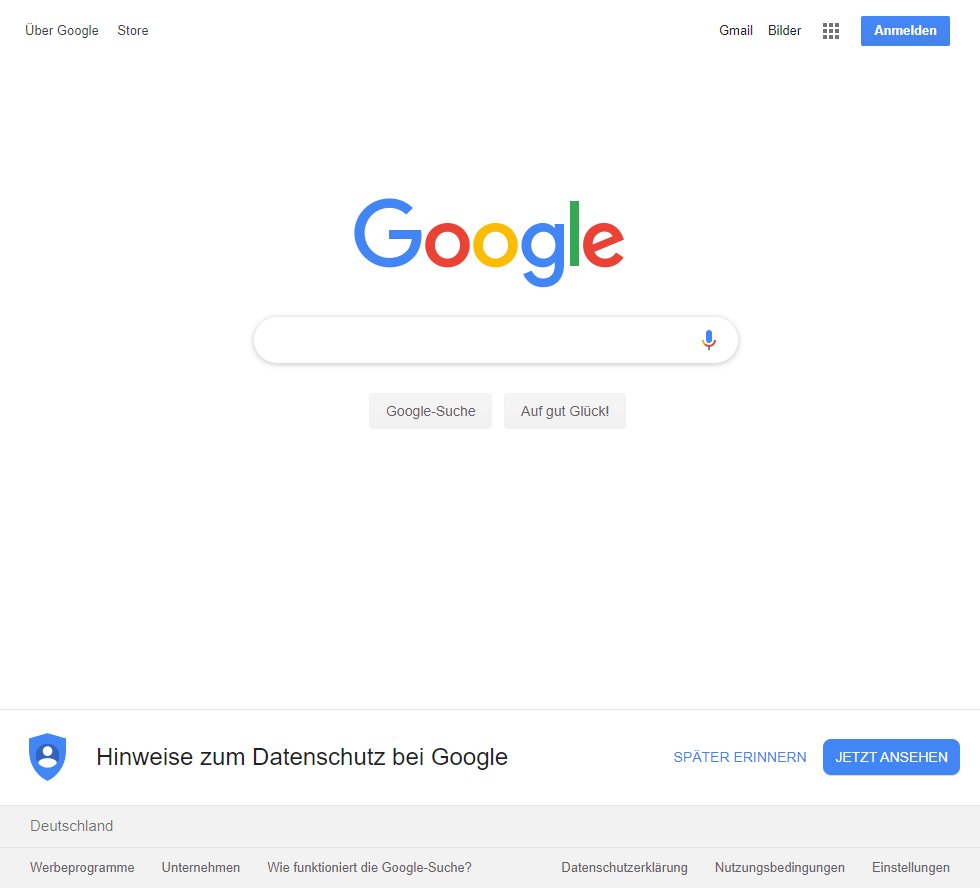 Über Google Store Gmail Bilder Anmelden
Google
Google-Suche Auf gut Glück!
Hinweise zum Datenschutz bei Google SPÄTER ERINNERN JETZT ANSEHEN
Deutschland
Werbeprogramme Unternehmen Wie funktioniert die Google-Suche? Datenschutzerklärung Nutzungsbedingungen Einstellungen